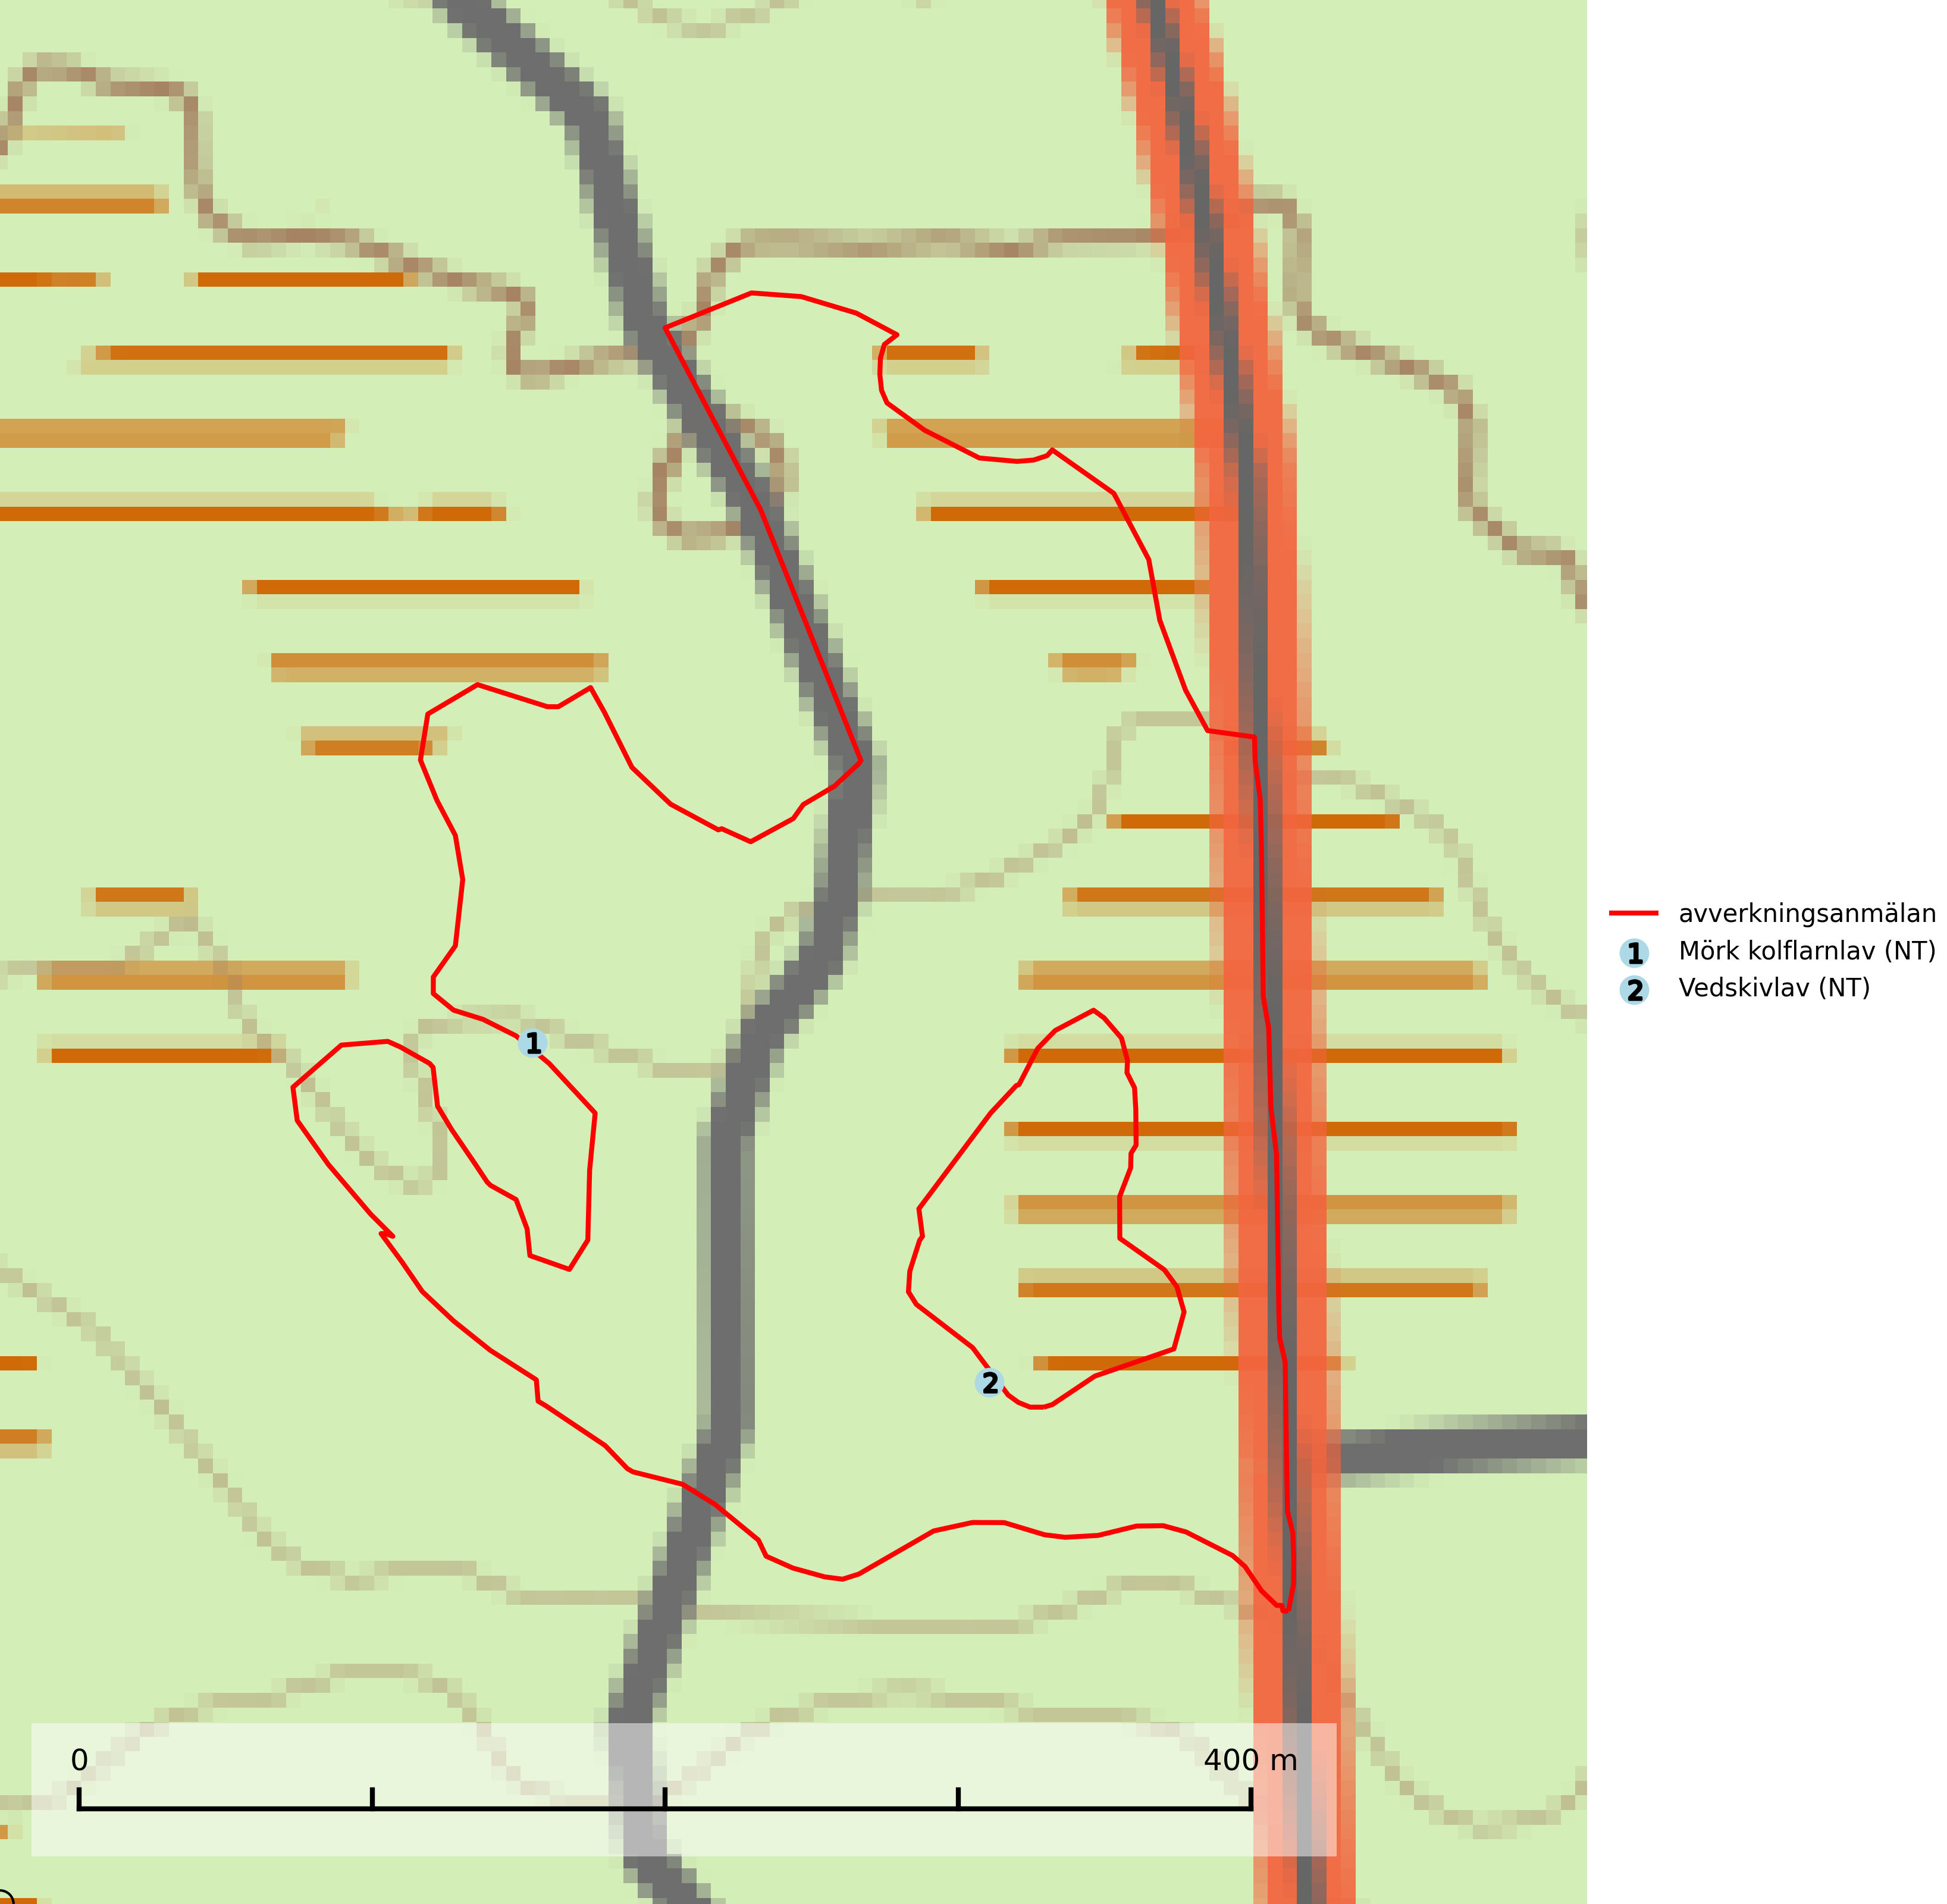 avverkningsanmälan
1 Mörk kolflarnlav (NT)
2 Vedskivlav (NT)
1
2
0 400 m